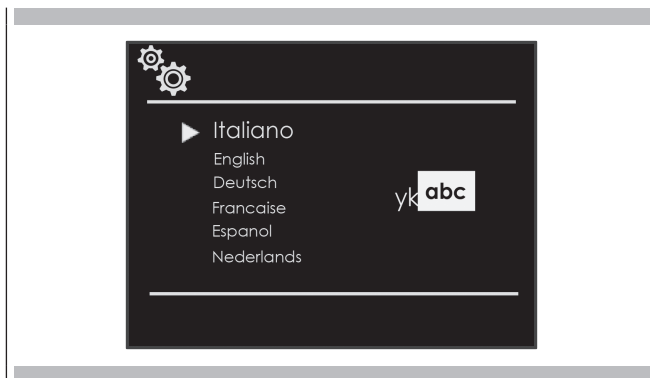 Italiano
English
Deutsch
Francaise
yk abc
Espanol
Nederlands